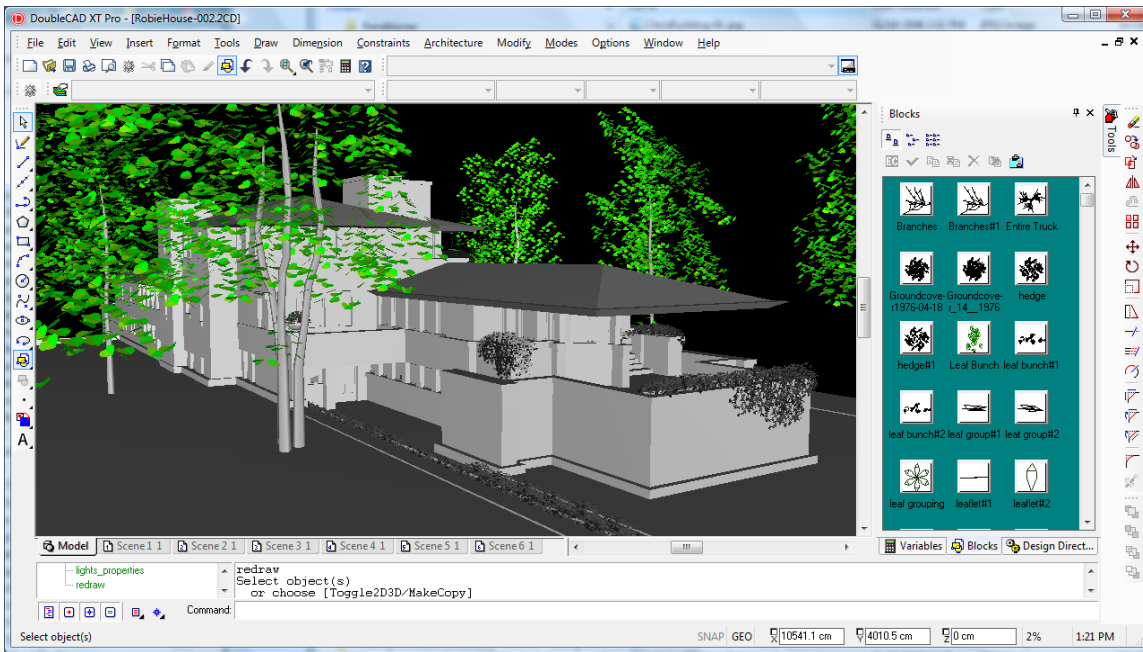 DoubleCAD XT Pro - [RobieHouse-002.2CD]
File Edit View Insert Format Tools Draw Dimension Constraints Architecture Modify Modes Options Window Help
Blocks
Tools
Branches Branches#1 Entire Truck
Groundcove- Groundcove- hedge
r1976-04-18 r_14__1976
hedge#1 Leaf Bunch leaf bunch#1
leaf bunch#2 leaf group#1 leaf group#2
leaf grouping leaflet#1 leaflet#2
Model Scene 1 1 Scene 2 1 Scene 3 1 Scene 4 1 Scene 5 1 Scene 6 1
Variables Blocks Design Direct...
lights_properties
redraw
redraw
Select object(s)
or choose [Toggle2D3D/MakeCopy]
Command:
Select object(s)
SNAP GEO X 10541.1 cm Y 4010.5 cm Z 0 cm 2% 1:21 PM